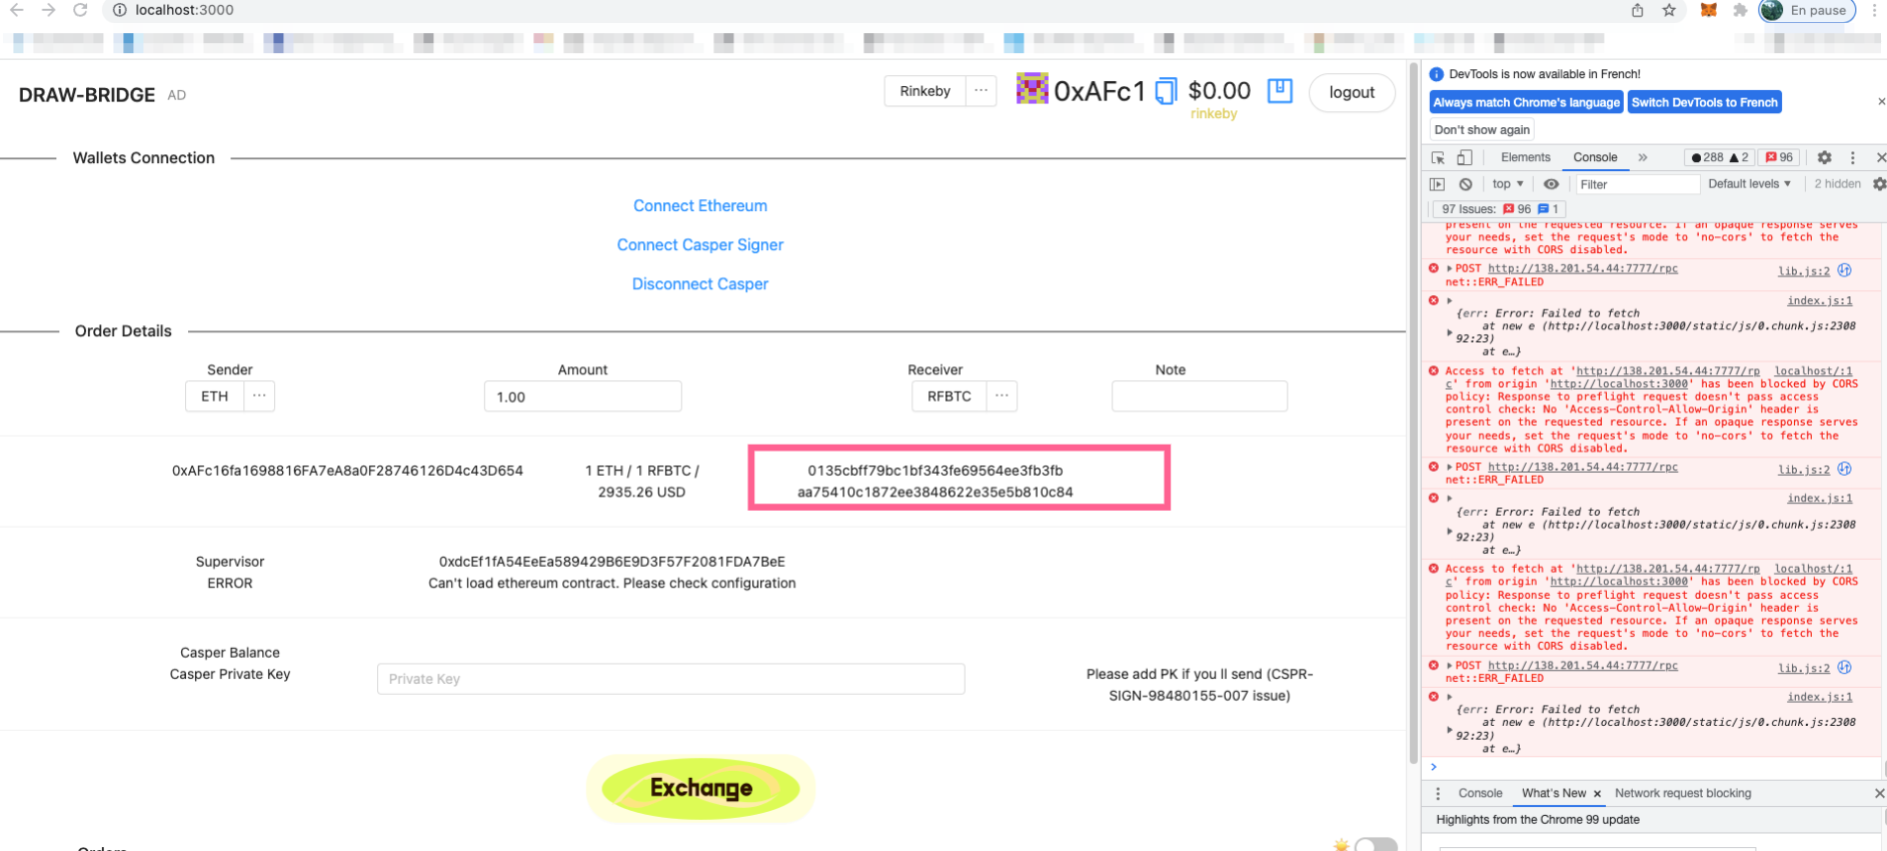 localhost:3000
En pause
DRAW-BRIDGE AD
Rinkeby ···
0xAFc1
$0.00
rinkeby
logout
Wallets Connection
Connect Ethereum
Connect Casper Signer
Disconnect Casper
Order Details
Sender
Amount
Receiver
Note
ETH ···
1.00
RFBTC ···
0xAFc16fa1698816FA7eA8a0F28746126D4c43D654
1 ETH / 1 RFBTC /
2935.26 USD
0135cbff79bc1bf343fe69564ee3fb3fb
aa75410c1872ee3848622e35e5b810c84
Supervisor
0xdcEf1fA54EeEa589429B6E9D3F57F2081FDA7BeE
ERROR
Can't load ethereum contract. Please check configuration
Casper Balance
Casper Private Key
Private Key
Please add PK if you ll send (CSPR-
SIGN-98480155-007 issue)
Exchange
DevTools is now available in French!
Always match Chrome's language
Switch DevTools to French
Don't show again
Elements Console » 288 2 96
top Filter Default levels 2 hidden
97 Issues: 96 1
present on the requested resource. If an opaque response serves
your needs, set the request's mode to 'no-cors' to fetch the
resource with CORS disabled.
POST http://138.201.54.44:7777/rpc lib.js:2
net::ERR_FAILED
index.js:1
{err: Error: Failed to fetch
at new e (http://localhost:3000/static/js/0.chunk.js:2308
92:23)
at e…}
Access to fetch at 'http://138.201.54.44:7777/rp localhost/:1
c' from origin 'http://localhost:3000' has been blocked by CORS
policy: Response to preflight request doesn't pass access
control check: No 'Access-Control-Allow-Origin' header is
present on the requested resource. If an opaque response serves
your needs, set the request's mode to 'no-cors' to fetch the
resource with CORS disabled.
POST http://138.201.54.44:7777/rpc lib.js:2
net::ERR_FAILED
index.js:1
{err: Error: Failed to fetch
at new e (http://localhost:3000/static/js/0.chunk.js:2308
92:23)
at e…}
Access to fetch at 'http://138.201.54.44:7777/rp localhost/:1
c' from origin 'http://localhost:3000' has been blocked by CORS
policy: Response to preflight request doesn't pass access
control check: No 'Access-Control-Allow-Origin' header is
present on the requested resource. If an opaque response serves
your needs, set the request's mode to 'no-cors' to fetch the
resource with CORS disabled.
POST http://138.201.54.44:7777/rpc lib.js:2
net::ERR_FAILED
index.js:1
{err: Error: Failed to fetch
at new e (http://localhost:3000/static/js/0.chunk.js:2308
92:23)
at e…}
Console What's New × Network request blocking
Highlights from the Chrome 99 update